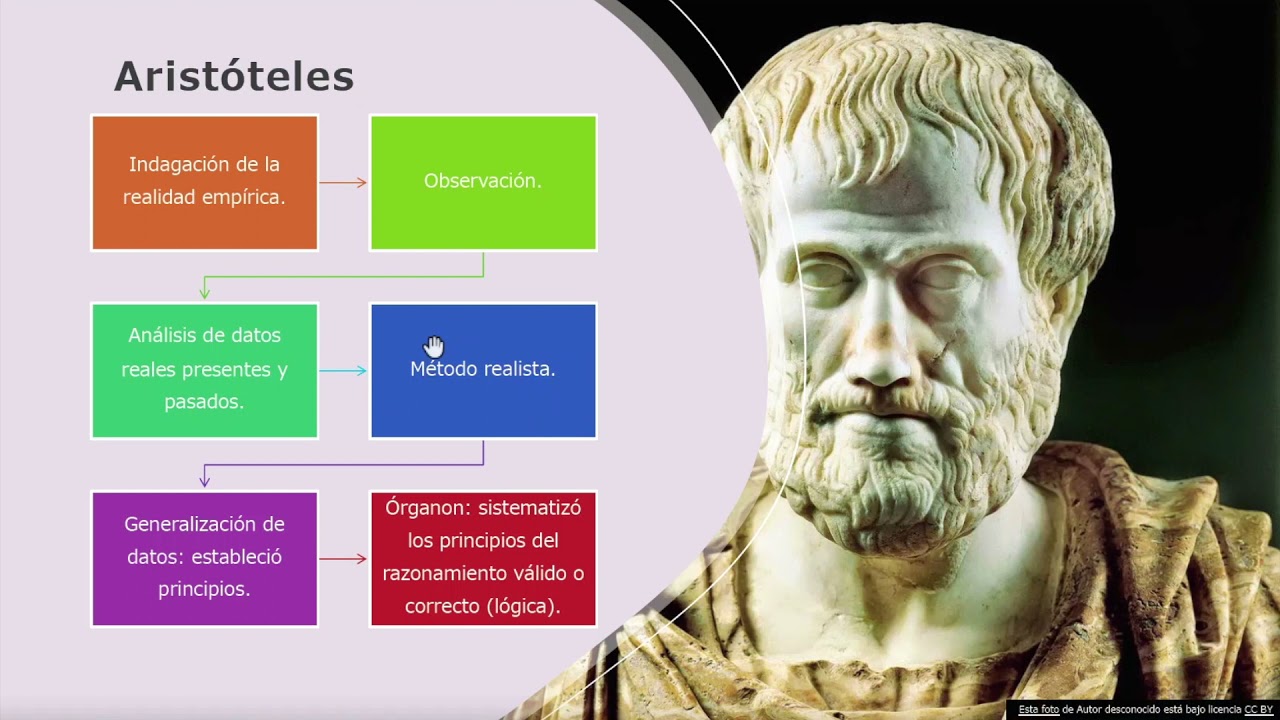 Aristóteles
Indagación de la
realidad empírica.
Observación.
Análisis de datos
reales presentes y
pasados.
Método realista.
Generalización de
datos: estableció
principios.
Órganon: sistematizó
los principios del
razonamiento válido o
correcto (lógica).
Esta foto de Autor desconocido está bajo licencia CC BY